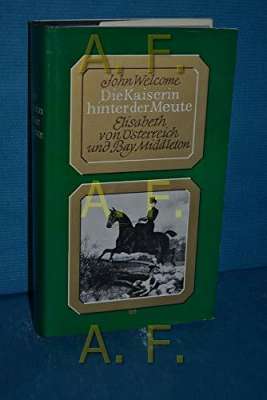 A. F.
John Welcome
Die Kaiserin
hinter der Meute
Elisabeth
von Österreich
und Bay Middleton
A. F.
A. F.
A. F.